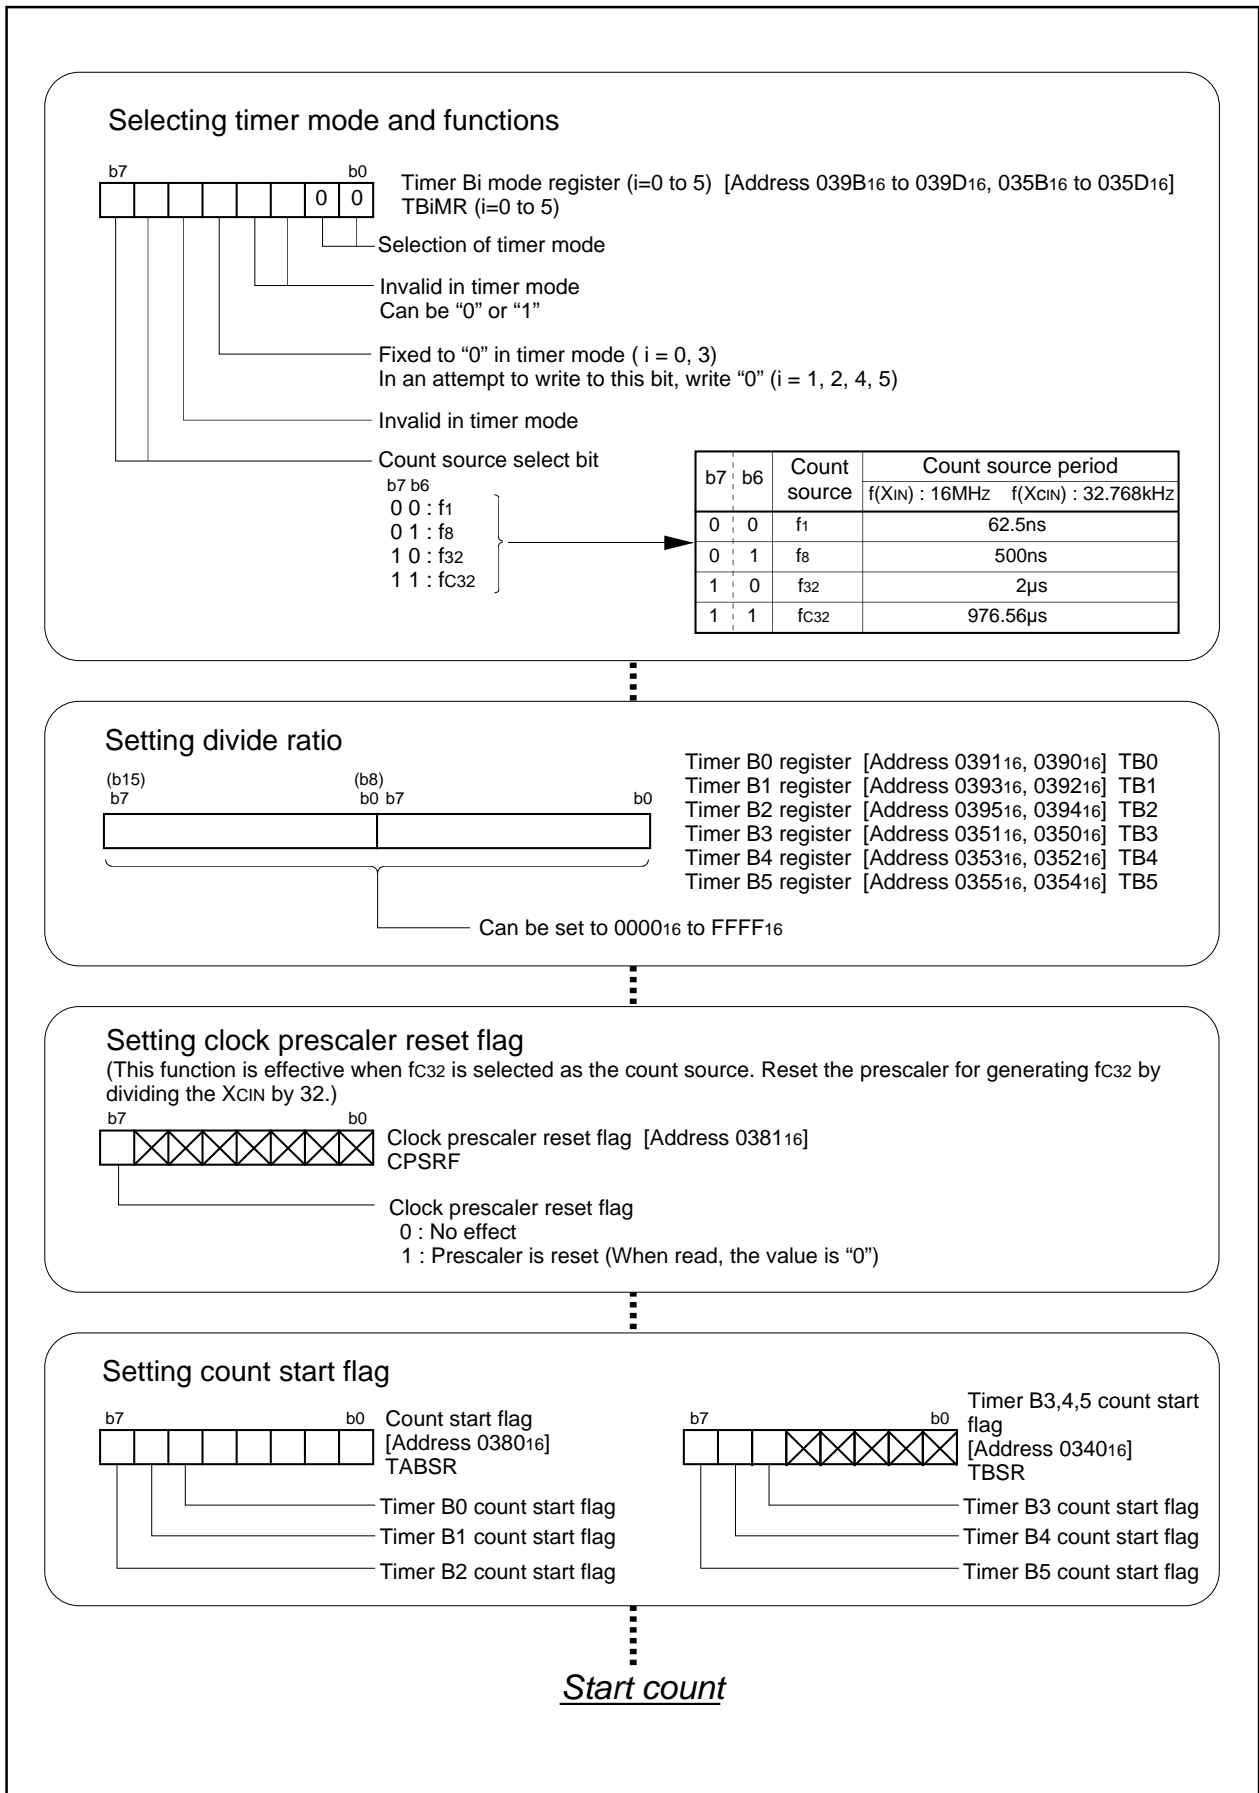 Selecting timer mode and functions
b7 b0
0 0
Timer Bi mode register (i=0 to 5) [Address 039B16 to 039D16, 035B16 to 035D16]
TBiMR (i=0 to 5)
Selection of timer mode
Invalid in timer mode
Can be “0” or “1”
Fixed to “0” in timer mode ( i = 0, 3)
In an attempt to write to this bit, write “0” (i = 1, 2, 4, 5)
Invalid in timer mode
Count source select bit
b7 b6
0 0 : f1
0 1 : f8
1 0 : f32
1 1 : fC32
b7 b6 Count source Count source period
f(XIN) : 16MHZ f(XCIN) : 32.768kHZ
0 0 f1 62.5ns
0 1 f8 500ns
1 0 f32 2µs
1 1 fC32 976.56µs
Setting divide ratio
(b15) (b8)
b7 b0 b7 b0
Timer B0 register [Address 039116, 039016] TB0
Timer B1 register [Address 039316, 039216] TB1
Timer B2 register [Address 039516, 039416] TB2
Timer B3 register [Address 035116, 035016] TB3
Timer B4 register [Address 035316, 035216] TB4
Timer B5 register [Address 035516, 035416] TB5
Can be set to 000016 to FFFF16
Setting clock prescaler reset flag
(This function is effective when fC32 is selected as the count source. Reset the prescaler for generating fC32 by
dividing the XCIN by 32.)
b7 b0
Clock prescaler reset flag [Address 038116]
CPSRF
Clock prescaler reset flag
0 : No effect
1 : Prescaler is reset (When read, the value is “0”)
Setting count start flag
b7 b0
Count start flag
[Address 038016]
TABSR
Timer B0 count start flag
Timer B1 count start flag
Timer B2 count start flag
b7 b0
Timer B3,4,5 count start
flag
[Address 034016]
TBSR
Timer B3 count start flag
Timer B4 count start flag
Timer B5 count start flag
Start count